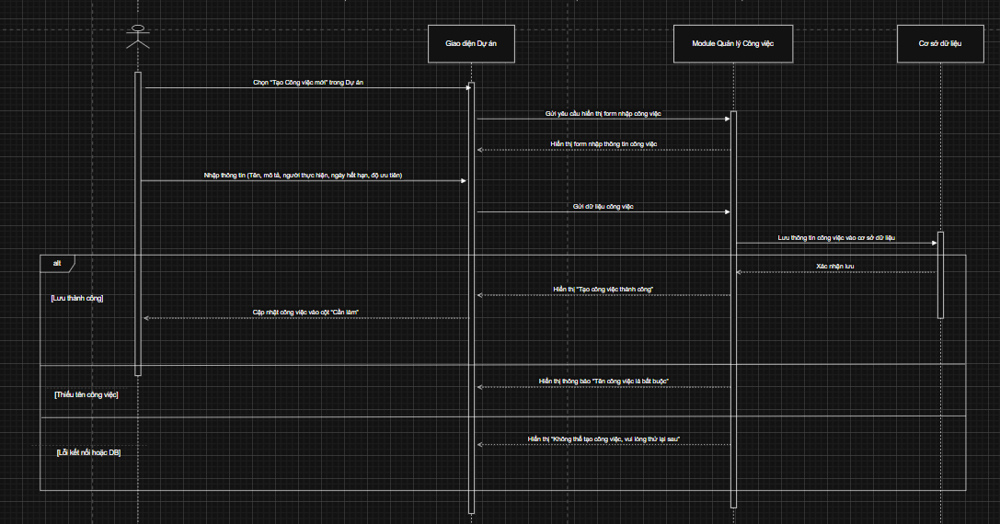 Giao diện Dự án
Module Quản lý Công việc
Cơ sở dữ liệu
Chọn "Tạo Công việc mới" trong Dự án
Gửi yêu cầu hiển thị form nhập công việc
Hiển thị form nhập thông tin công việc
Nhập thông tin (Tên, mô tả, người thực hiện, ngày hết hạn, độ ưu tiên)
Gửi dữ liệu công việc
Lưu thông tin công việc vào cơ sở dữ liệu
alt
Xác nhận lưu
Hiển thị "Tạo công việc thành công"
[Lưu thành công]
Cập nhật công việc vào cột "Cần làm"
Hiển thị thông báo "Tên công việc là bắt buộc"
[Thiếu tên công việc]
Hiển thị "Không thể tạo công việc, vui lòng thử lại sau"
[Lỗi kết nối hoặc DB]